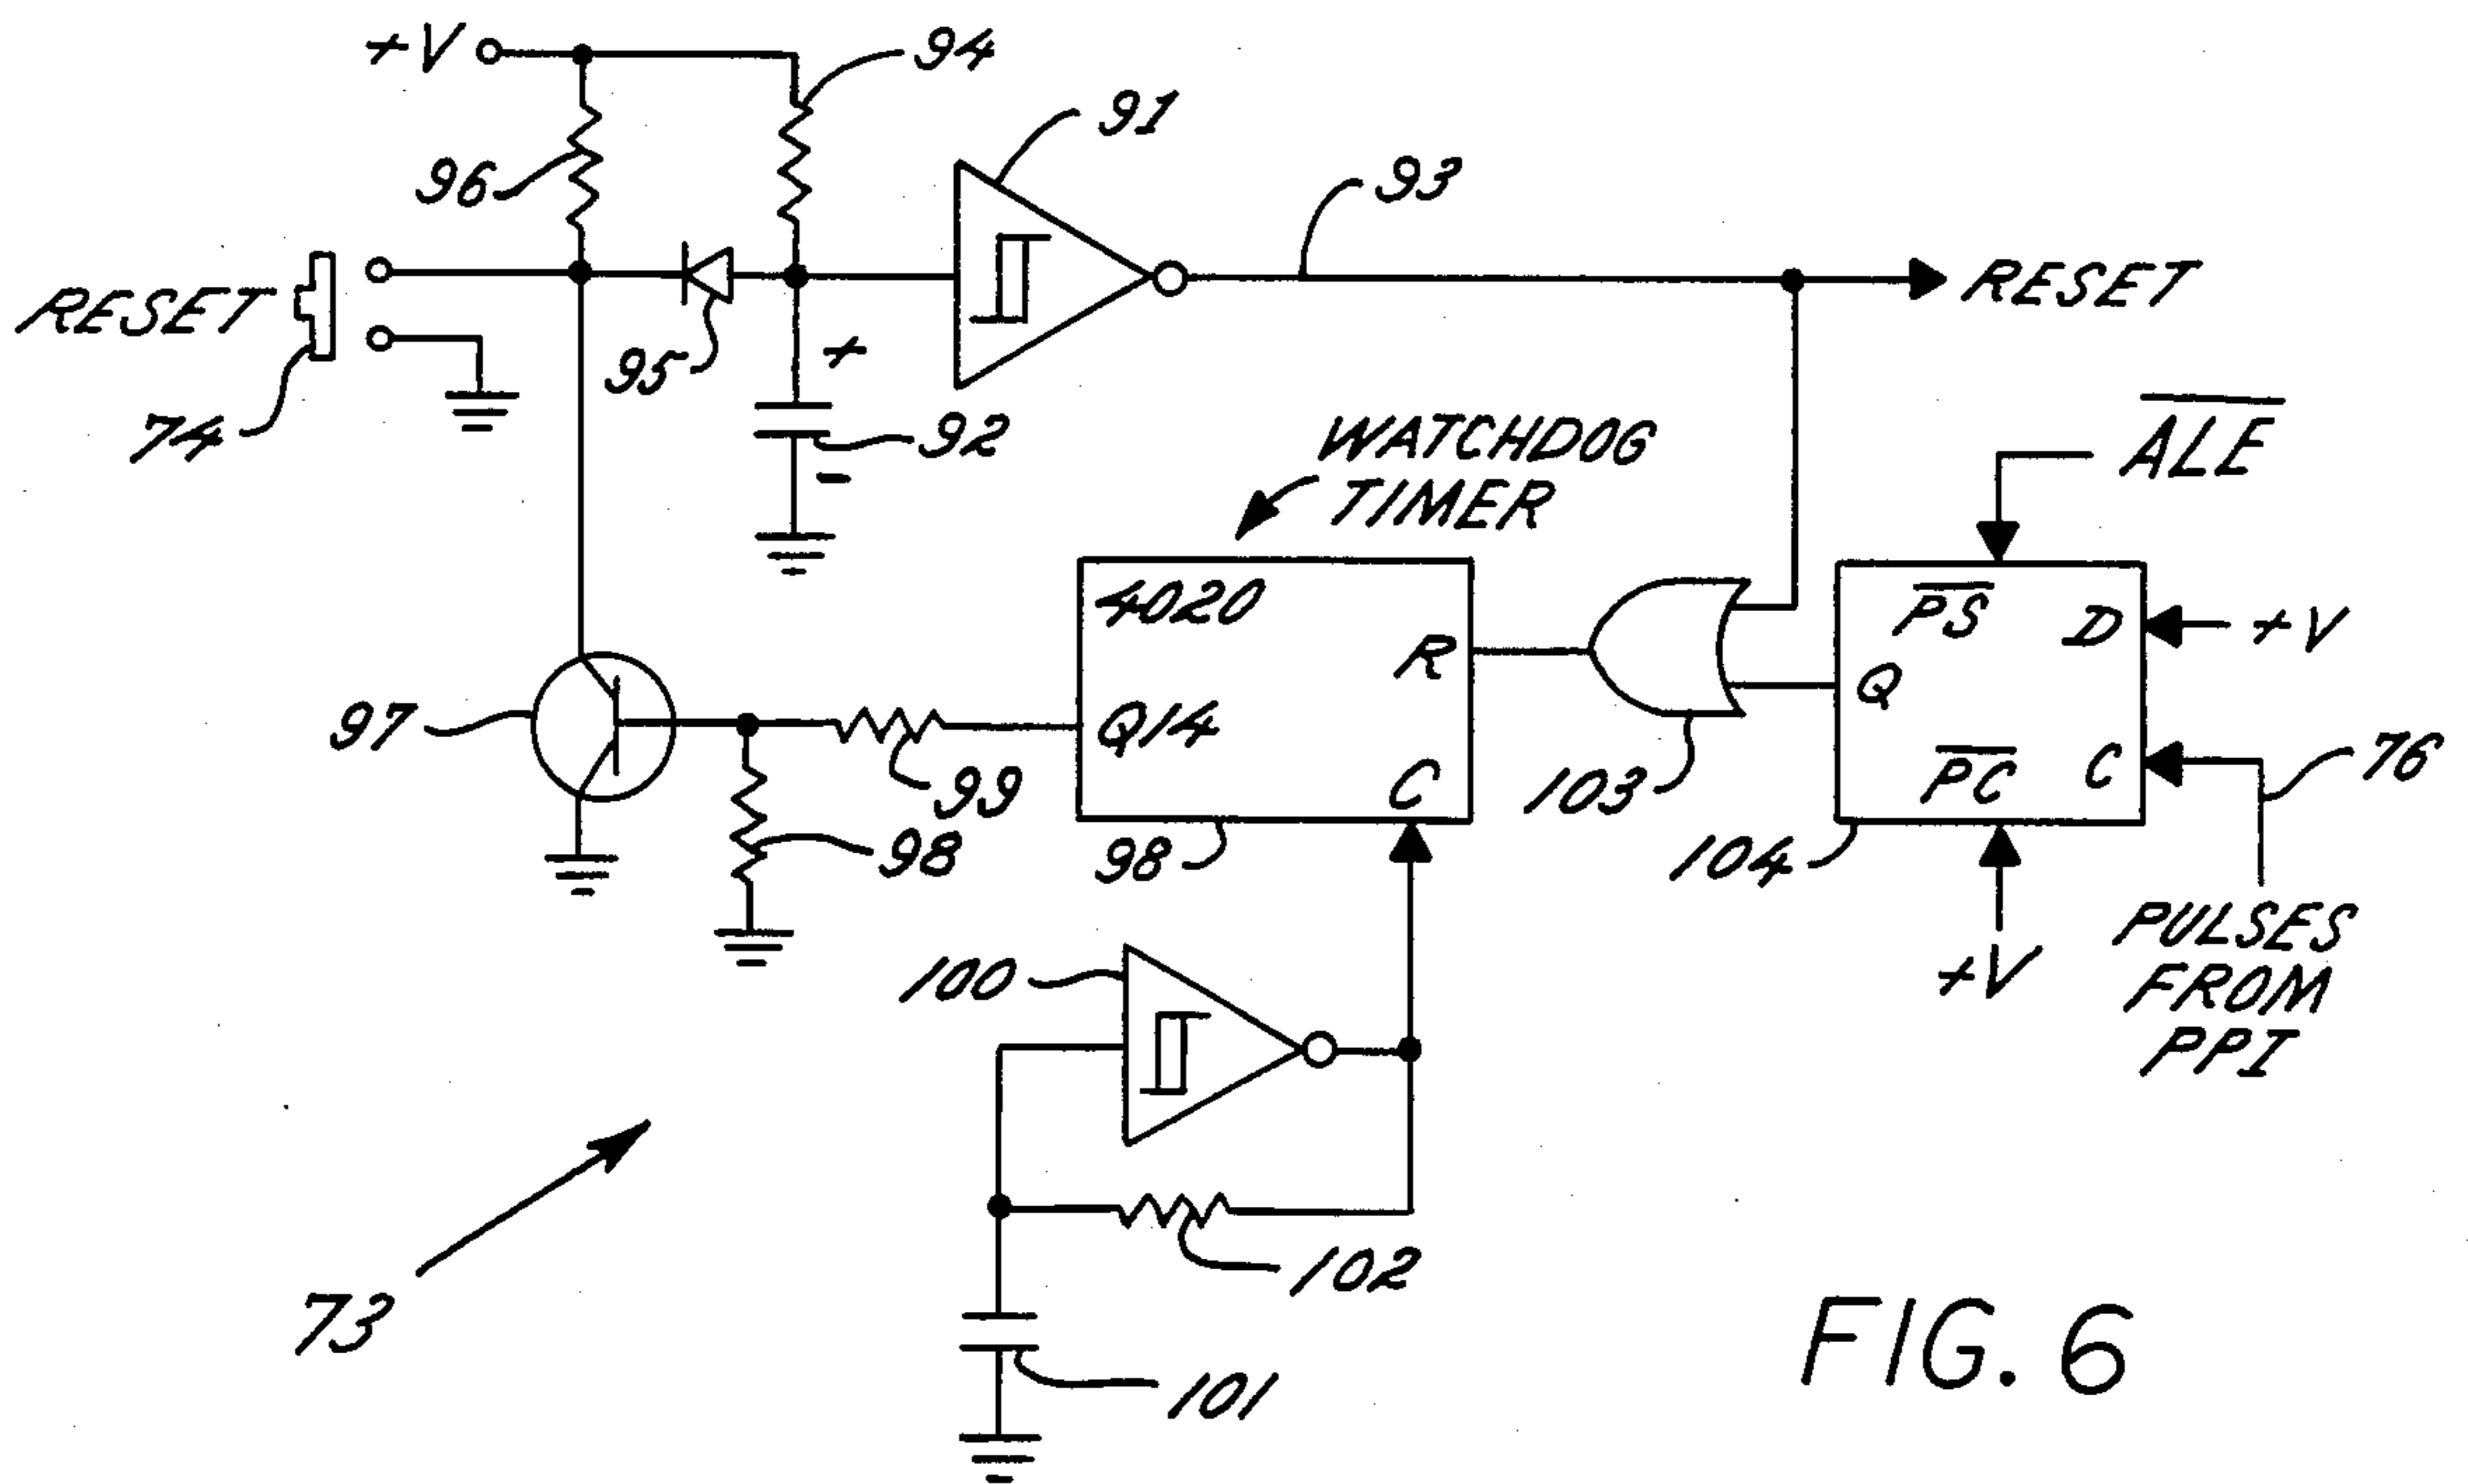 +V
94
91
96
93
RESET
RESET
95
+
74
92
-
WATCHDOG
TIMER
ALE
4020
PS
D
+V
R
Q
97
Q14
PC
C
76
99
C
103
98
98
104
PULSES
FROM
PPI
+V
100
102
73
101
FIG. 6